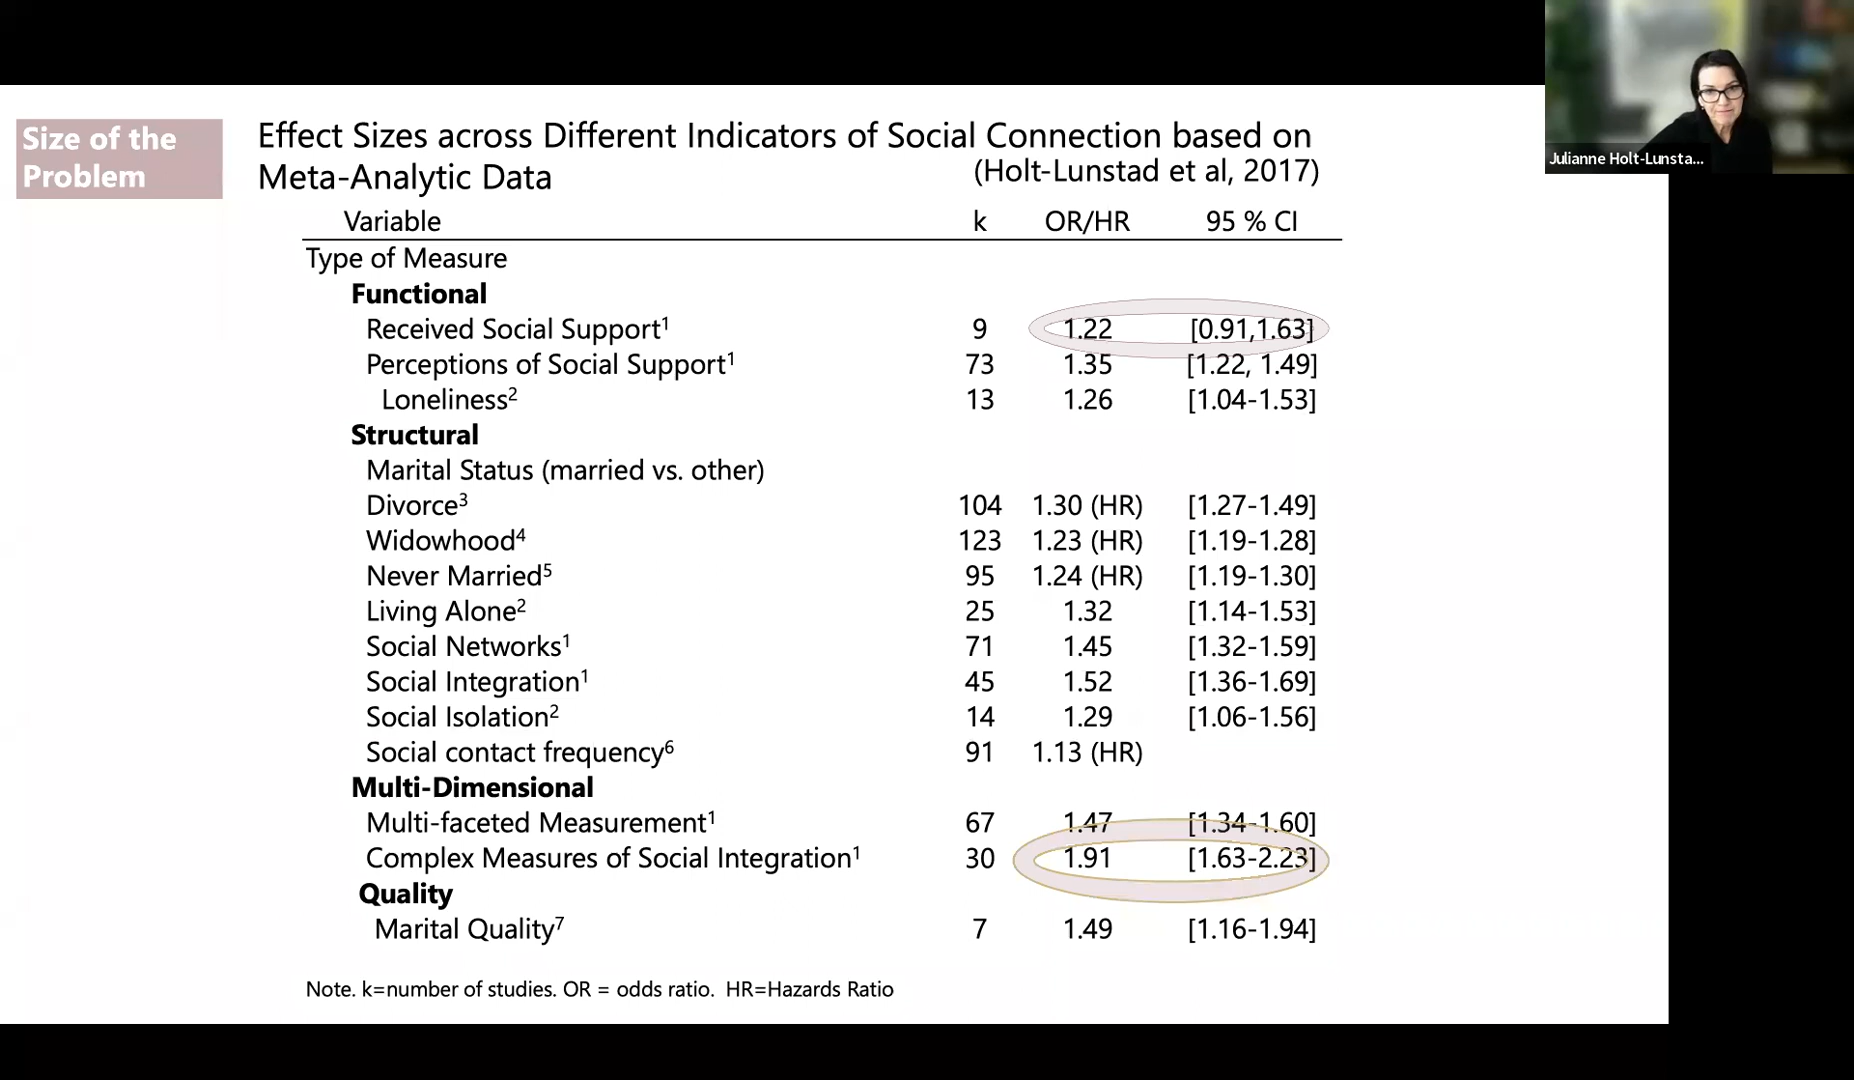 Size of the
Problem
Effect Sizes across Different Indicators of Social Connection based on
Meta-Analytic Data
(Holt-Lunstad et al, 2017)
Julianne Holt-Lunsta...
Variable k OR/HR 95 % CI
Type of Measure
Functional
Received Social Support¹ 9 1.22 [0.91,1.63]
Perceptions of Social Support¹ 73 1.35 [1.22, 1.49]
Loneliness² 13 1.26 [1.04-1.53]
Structural
Marital Status (married vs. other)
Divorce³ 104 1.30 (HR) [1.27-1.49]
Widowhood⁴ 123 1.23 (HR) [1.19-1.28]
Never Married⁵ 95 1.24 (HR) [1.19-1.30]
Living Alone² 25 1.32 [1.14-1.53]
Social Networks¹ 71 1.45 [1.32-1.59]
Social Integration¹ 45 1.52 [1.36-1.69]
Social Isolation² 14 1.29 [1.06-1.56]
Social contact frequency⁶ 91 1.13 (HR)
Multi-Dimensional
Multi-faceted Measurement¹ 67 1.47 [1.34-1.60]
Complex Measures of Social Integration¹ 30 1.91 [1.63-2.23]
Quality
Marital Quality⁷ 7 1.49 [1.16-1.94]
Note. k=number of studies. OR = odds ratio. HR=Hazards Ratio